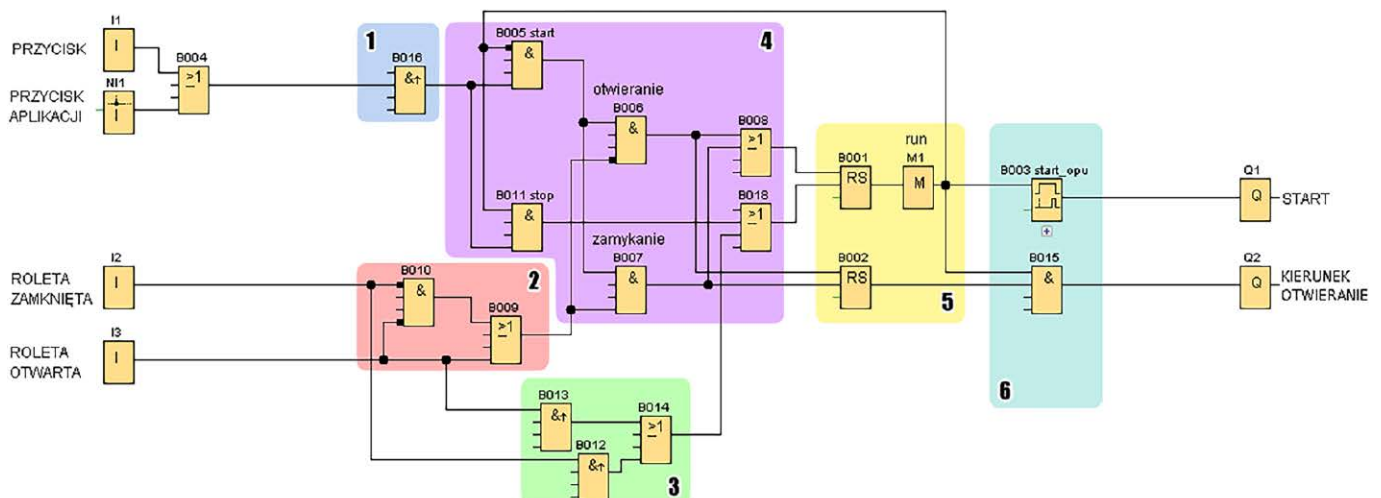 I1
PRZYCISK
I
B004
>1
NI1
PRZYCISK
APLIKACJI
I
1
B016
&↑
B005 start
&
4
otwieranie
B006
&
B008
>1
B011 stop
&
B018
>1
zamykanie
B007
&
run
B001
M1
RS
M
B002
RS
5
B003 start_opu
B015
&
6
Q1
Q
START
Q2
Q
KIERUNEK
OTWIERANIE
I2
ROLETA
ZAMKNIĘTA
I
B010
&
2
B009
>1
I3
ROLETA
OTWARTA
I
B013
&↑
B014
>1
B012
&↑
3